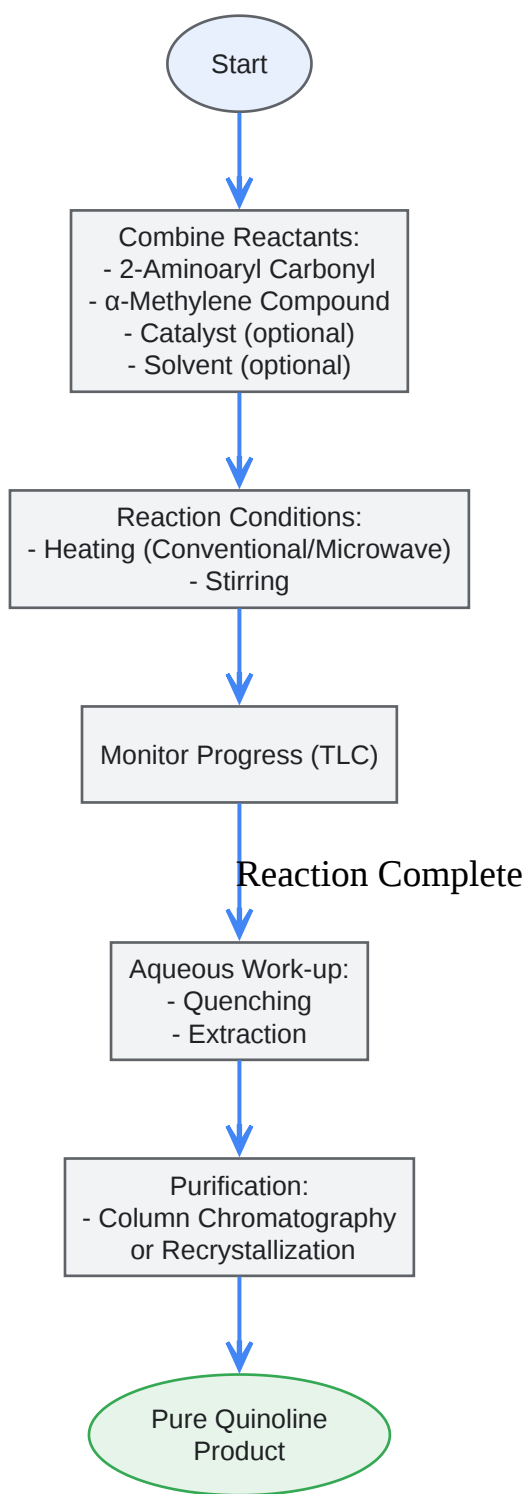 Start
Combine Reactants:
- 2-Aminoaryl Carbonyl
- α-Methylene Compound
- Catalyst (optional)
- Solvent (optional)
Reaction Conditions:
- Heating (Conventional/Microwave)
- Stirring
Monitor Progress (TLC)
Reaction Complete
Aqueous Work-up:
- Quenching
- Extraction
Purification:
- Column Chromatography
or Recrystallization
Pure Quinoline
Product